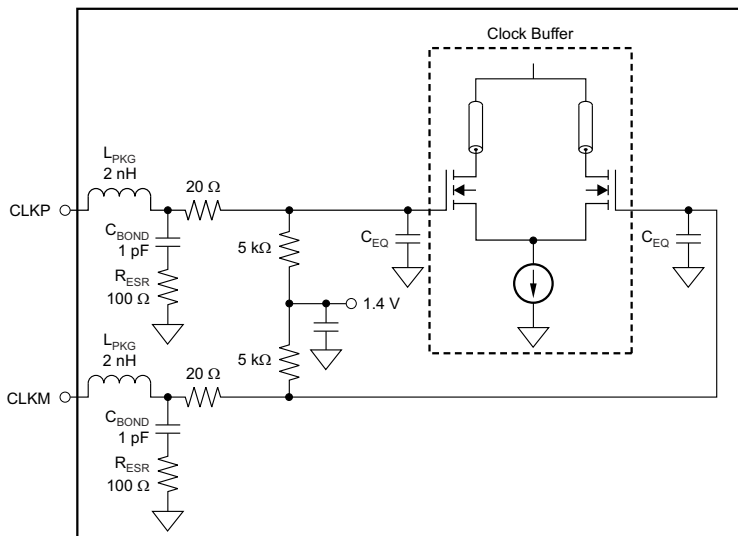 Clock Buffer
L_PKG
2 nH
20 Ω
CLKP
C_BOND
1 pF
5 kΩ
C_EQ
C_EQ
R_ESR
100 Ω
1.4 V
L_PKG
2 nH
5 kΩ
20 Ω
CLKM
C_BOND
1 pF
R_ESR
100 Ω